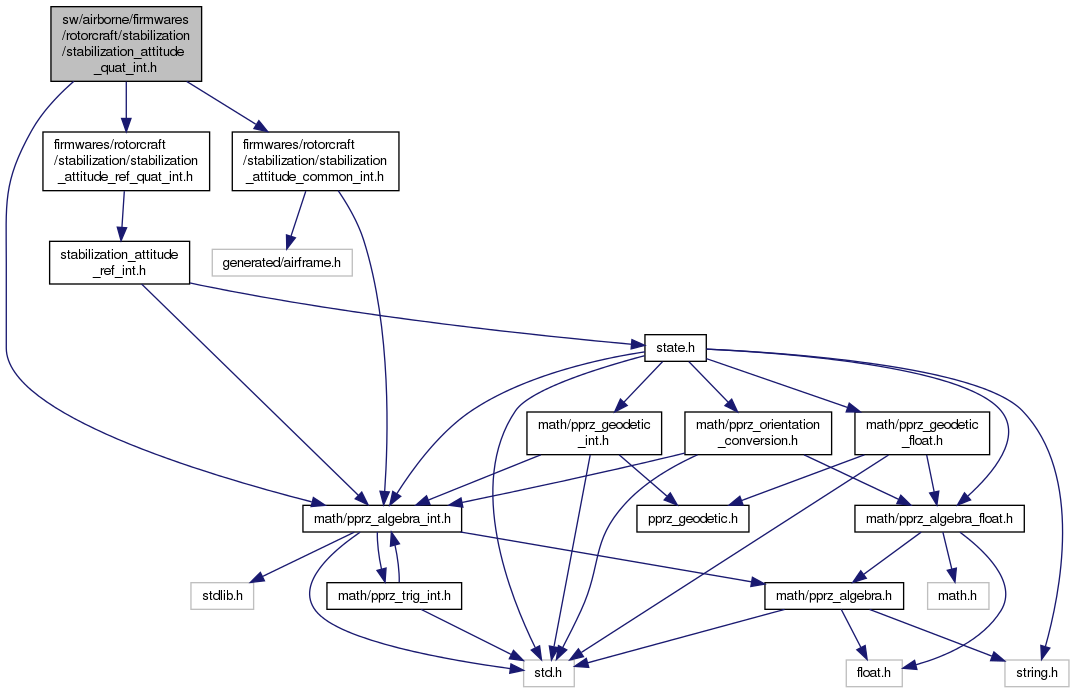 sw/airborne/firmwares
/rotorcraft/stabilization
/stabilization_attitude
_quat_int.h
firmwares/rotorcraft
/stabilization/stabilization
_attitude_ref_quat_int.h
firmwares/rotorcraft
/stabilization/stabilization
_attitude_common_int.h
stabilization_attitude
_ref_int.h
generated/airframe.h
state.h
math/pprz_geodetic
_int.h
math/pprz_orientation
_conversion.h
math/pprz_geodetic
_float.h
math/pprz_algebra_int.h
pprz_geodetic.h
math/pprz_algebra_float.h
stdlib.h
math/pprz_trig_int.h
math/pprz_algebra.h
math.h
std.h
float.h
string.h